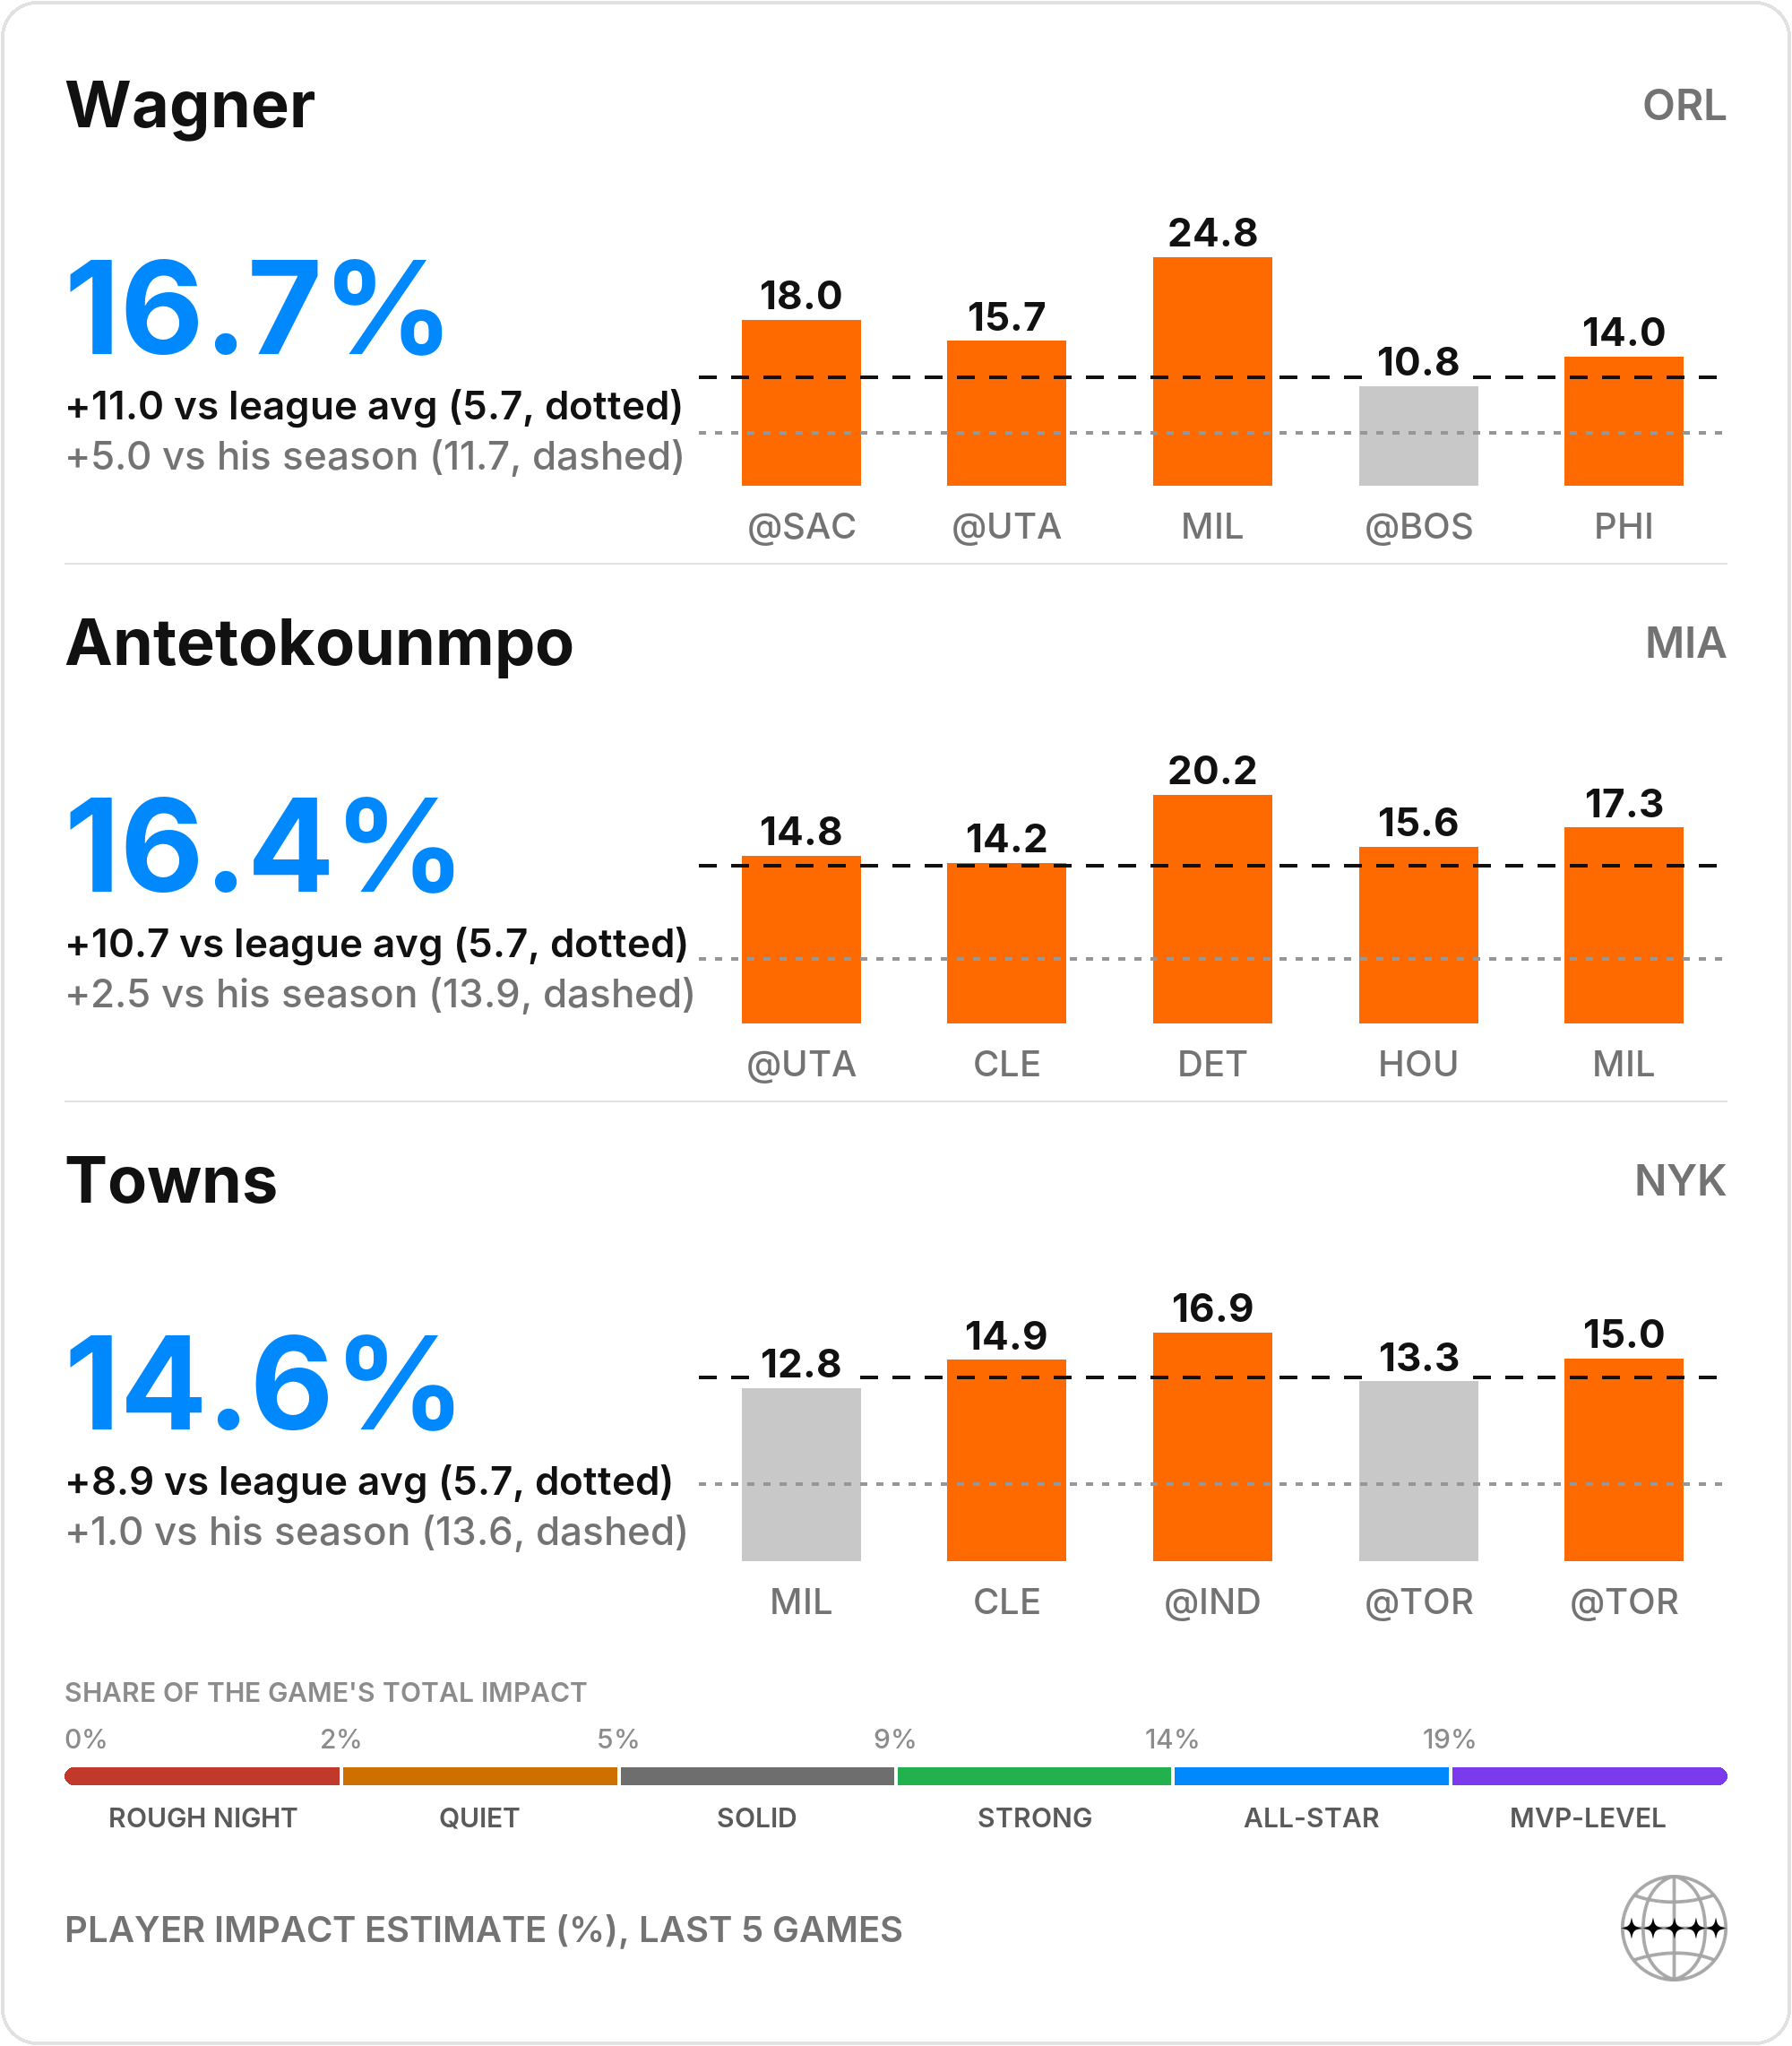 Wagner
ORL
16.7%
+11.0 vs league avg (5.7, dotted)
+5.0 vs his season (11.7, dashed)
18.0 15.7 24.8 10.8 14.0
@SAC @UTA MIL @BOS PHI
Antetokounmpo
MIA
16.4%
+10.7 vs league avg (5.7, dotted)
+2.5 vs his season (13.9, dashed)
14.8 14.2 20.2 15.6 17.3
@UTA CLE DET HOU MIL
Towns
NYK
14.6%
+8.9 vs league avg (5.7, dotted)
+1.0 vs his season (13.6, dashed)
12.8 14.9 16.9 13.3 15.0
MIL CLE @IND @TOR @TOR
SHARE OF THE GAME'S TOTAL IMPACT
0% 2% 5% 9% 14% 19%
ROUGH NIGHT QUIET SOLID STRONG ALL-STAR MVP-LEVEL
PLAYER IMPACT ESTIMATE (%), LAST 5 GAMES